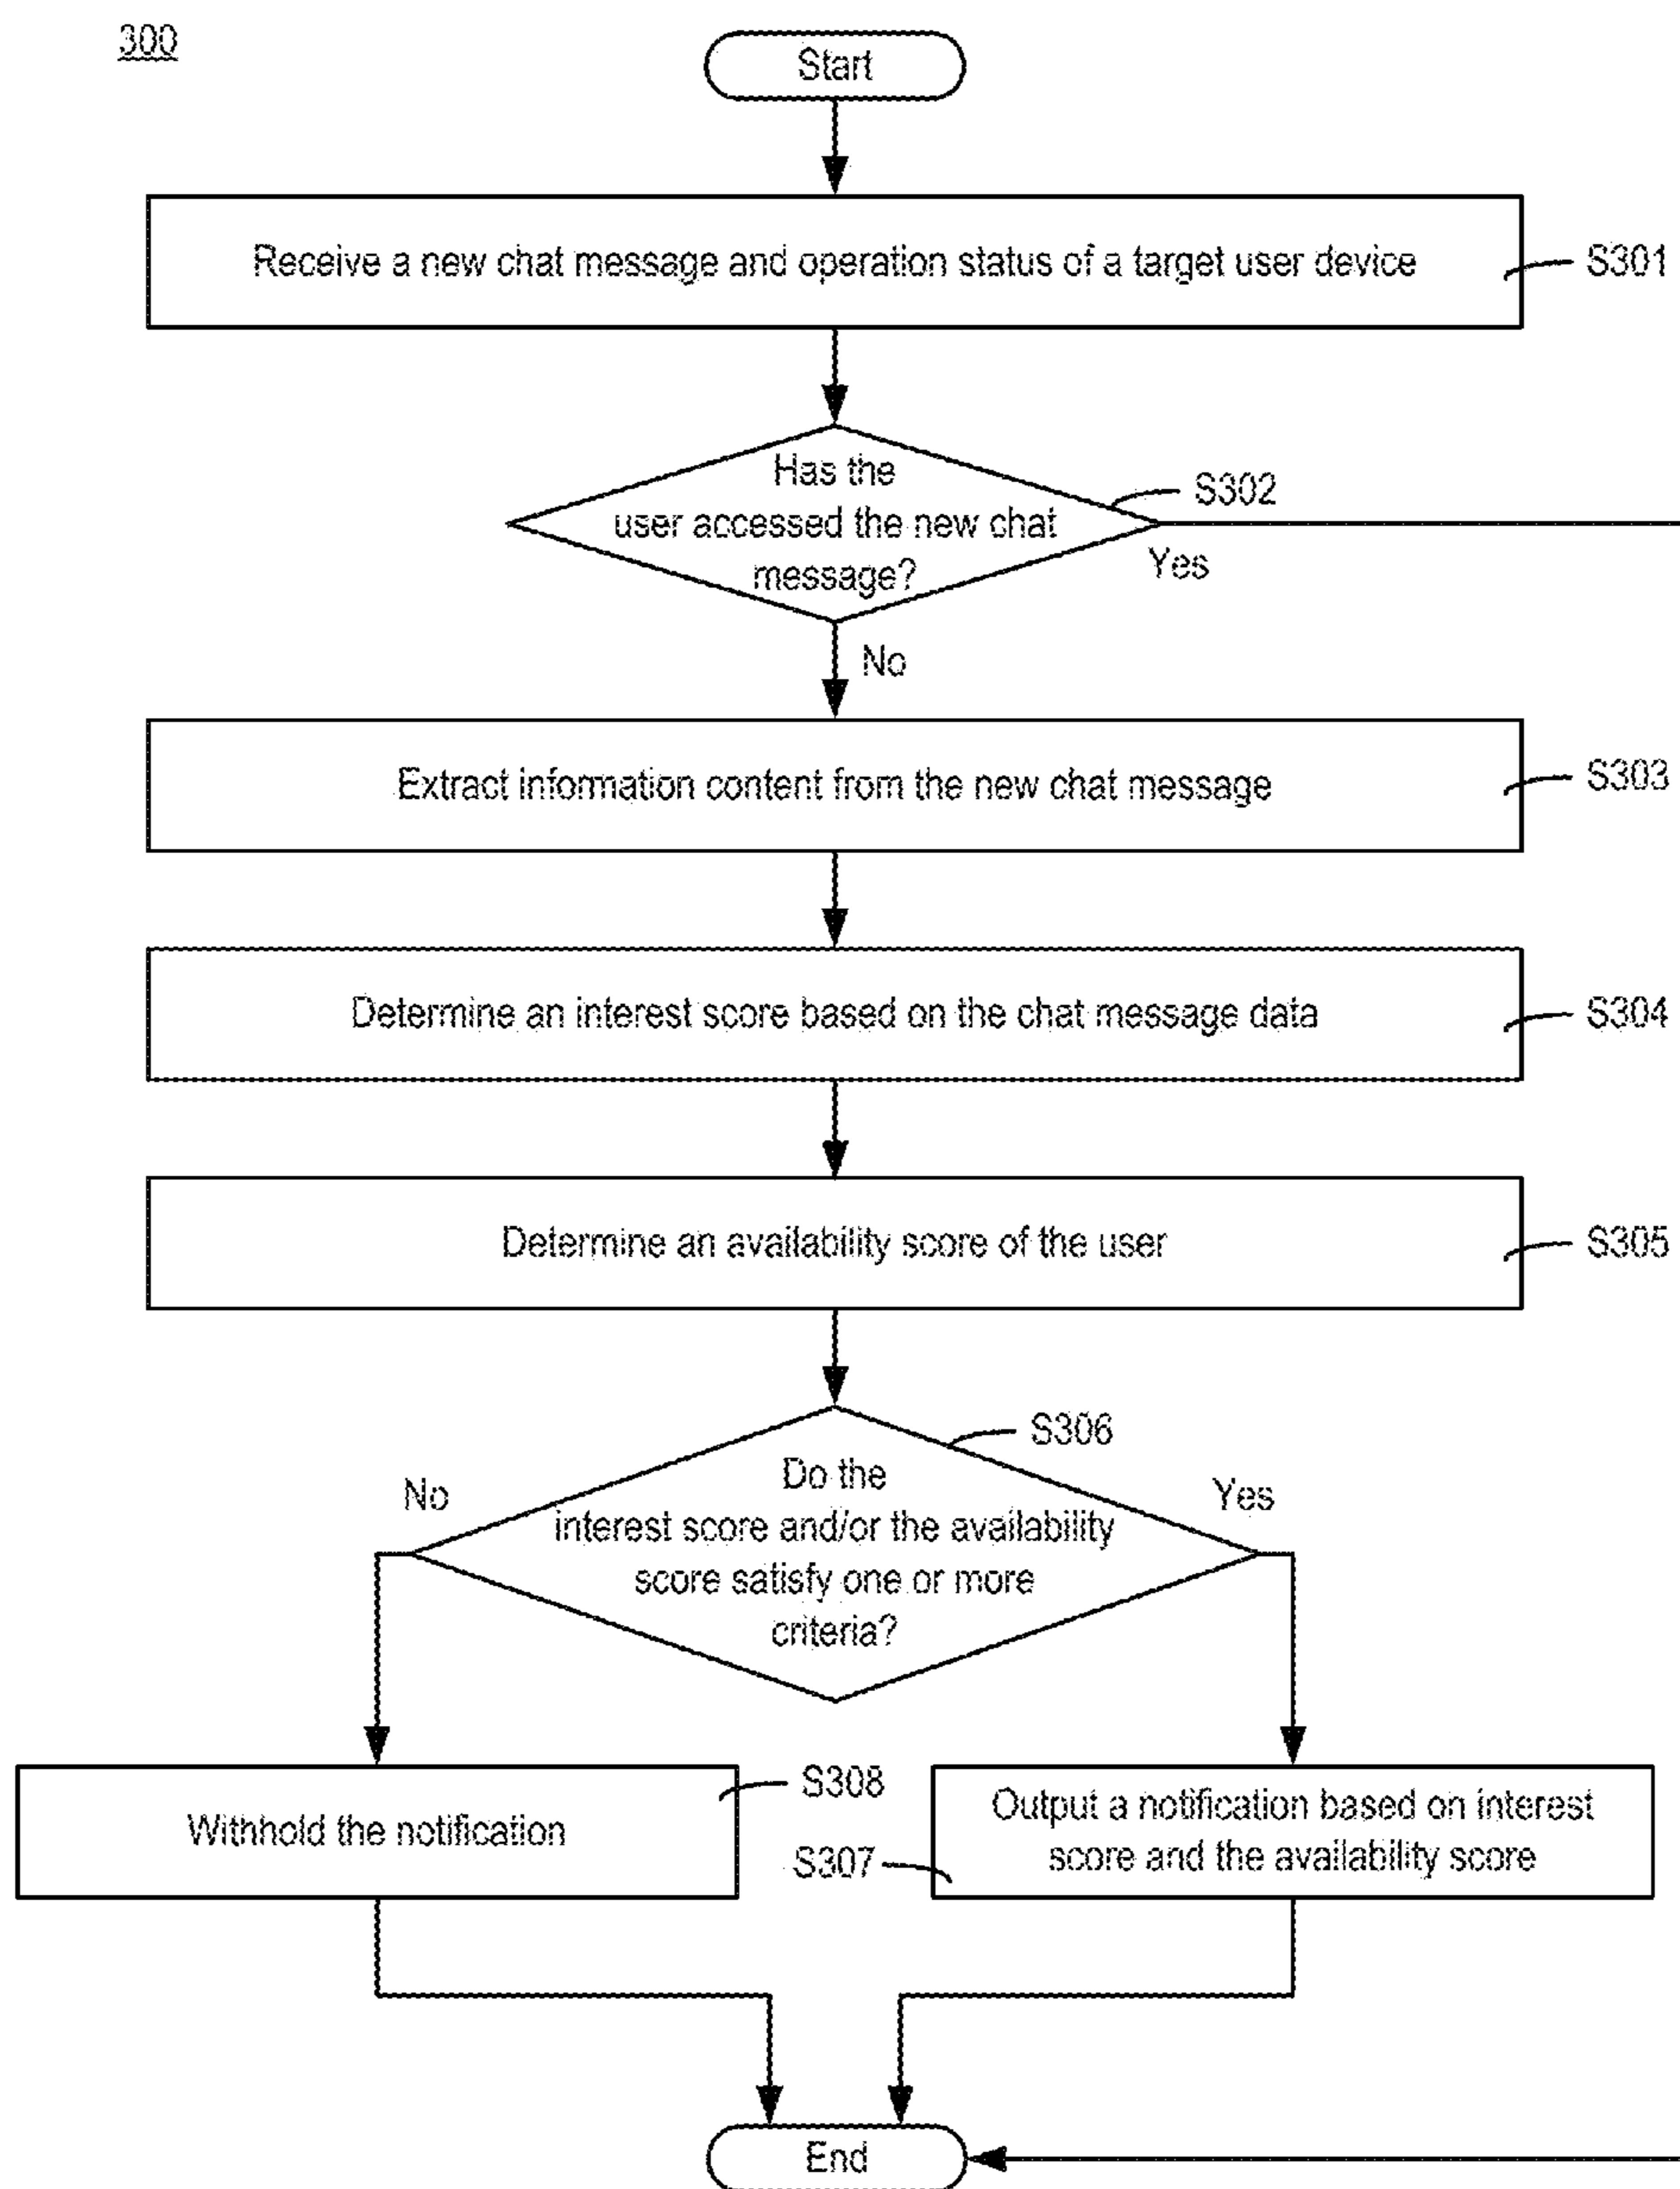 300
Start
Receive a new chat message and operation status of a target user device
S301
Has the
user accessed the new chat
message?
S302
Yes
No
Extract information content from the new chat message
S303
Determine an interest score based on the chat message data
S304
Determine an availability score of the user
S305
S306
No
Do the
interest score and/or the availability
score satisfy one or more
criteria?
Yes
Withhold the notification
S308
Output a notification based on interest
score and the availability score
S307
End